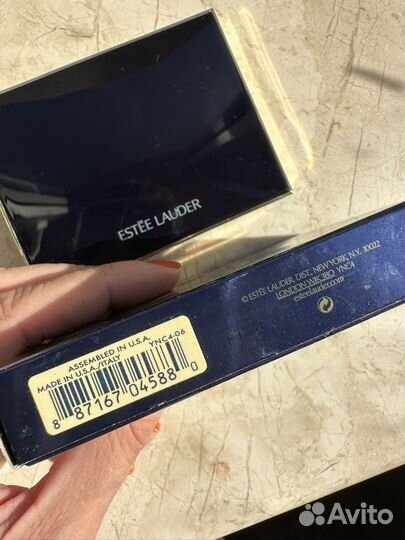 ESTĒE LAUDER
© ESTÉE LAUDER, DIST., NEW YORK, N.Y. 10022
LONDON W1K 3BQ YNC4
esteelauder.com
ASSEMBLED IN U.S.A.
MADE IN U.S.A./ITALY
YNC4-06
8 87167 04588 0
Avito